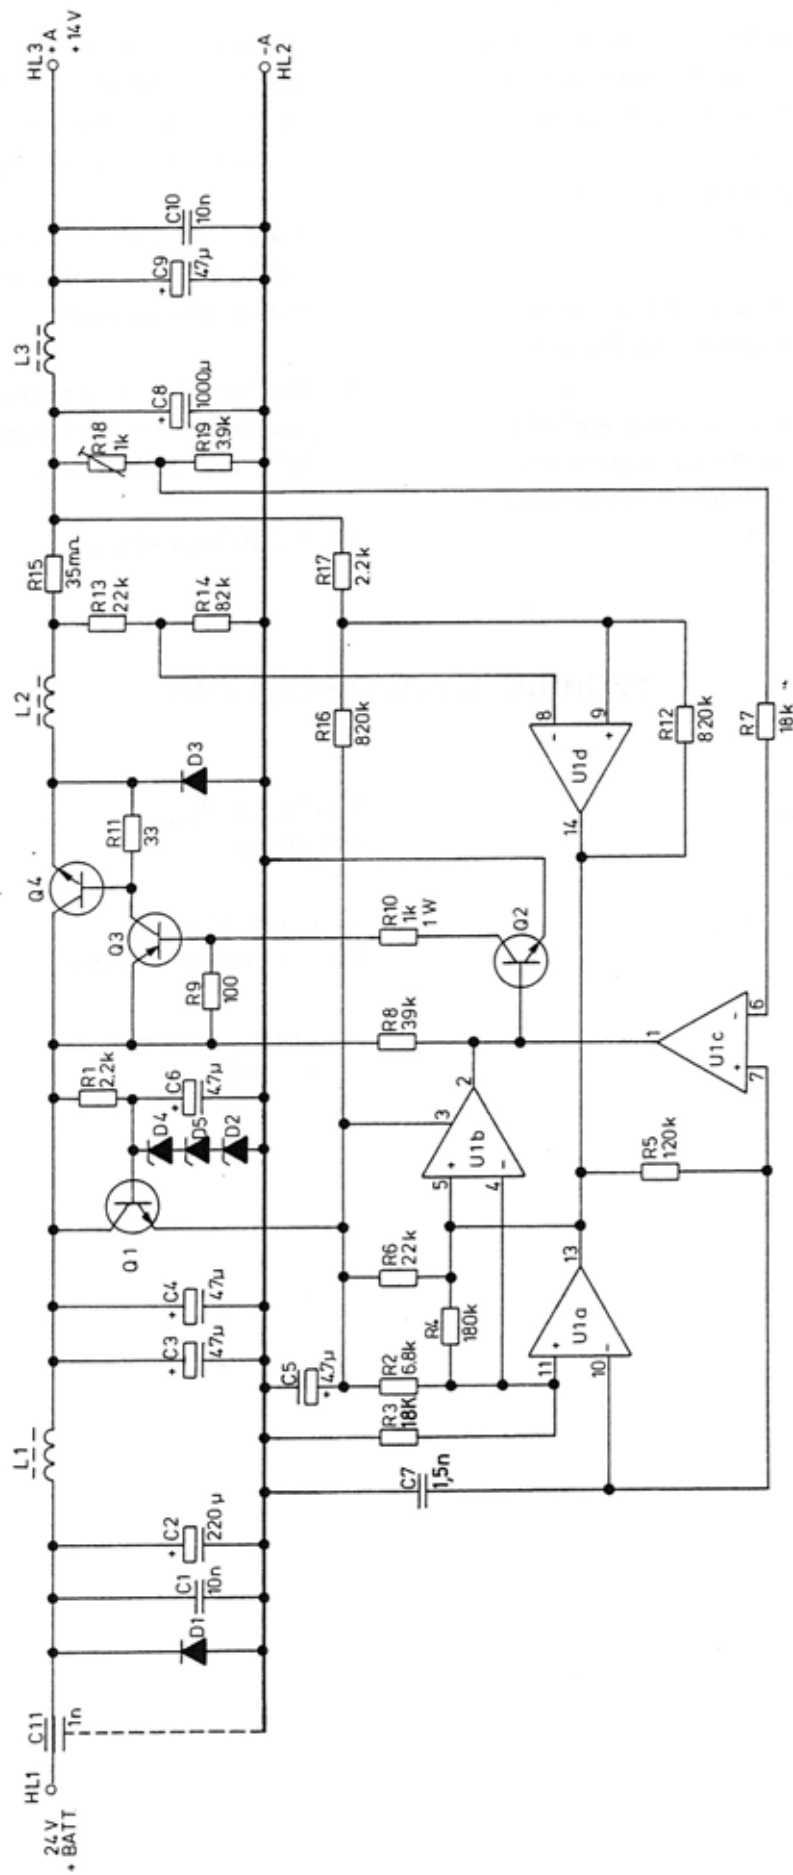 24V
+ BATT
HL1
C11
1n
D1
C1
10n
+ C2
220 µ
L1
+ C3
47µ
+ C4
47µ
Q1
R1
2.2k
+ C6
47µ
D4
D5
D2
R9
100
Q3
Q4
R11
33
D3
L2
R13
22k
R14
82k
R15
35mΩ
R18
1k
R19
3.9k
+ C8
1000µ
L3
+ C9
47µ
C10
10n
HL3
+ A
+ 14V
-A
HL2
C7
1,5n
C5
+ 4.7µ
R3
18K
R2
6.8k
R4
180k
R6
22k
11
+
10
-
U1a
13
5
+
4
-
U1b
3
2
R8
39k
R10
1k
1W
Q2
R16
820k
R17
2.2k
8
-
9
+
U1d
14
R12
820k
R5
120k
7
+
6
-
U1c
1
R7
18k